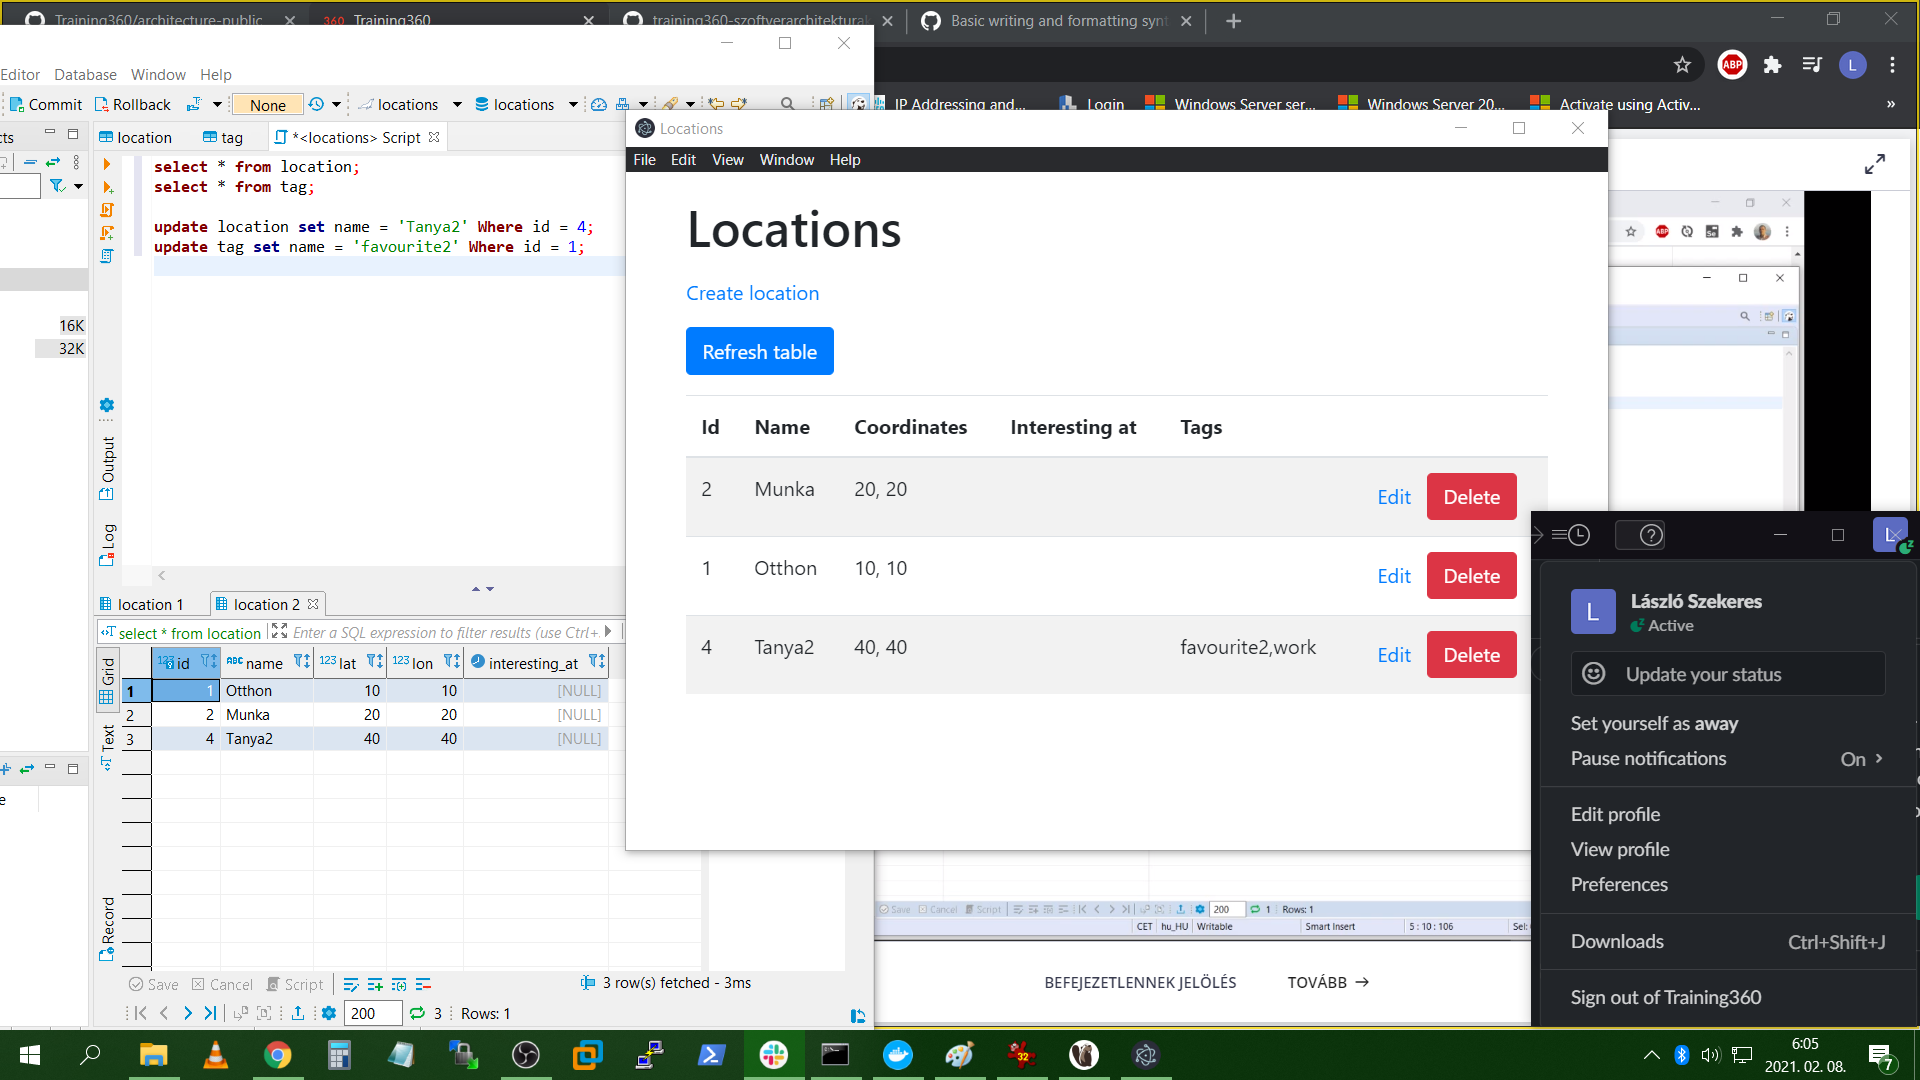 Training360/architecture-public
360 Training360
training360-szoftverarchitektural
Basic writing and formatting synt
ABP
L
IP Addressing and...
Login
Windows Server ser...
Windows Server 20...
Activate using Activ...
»
Editor Database Window Help
Commit Rollback None locations locations
cts
location
tag
*<locations> Script
select * from location;
select * from tag;
update location set name = 'Tanya2' Where id = 4;
update tag set name = 'favourite2' Where id = 1;
16K
32K
Output
Log
Locations
File Edit View Window Help
Locations
Create location
Refresh table
Id Name Coordinates Interesting at Tags
2 Munka 20, 20 Edit Delete
1 Otthon 10, 10 Edit Delete
4 Tanya2 40, 40 favourite2,work Edit Delete
location 1
location 2
select * from location
Enter a SQL expression to filter results (use Ctrl+
Grid
Text
Record
123 id ABC name 123 lat 123 lon interesting_at
1 1 Otthon 10 10 [NULL]
2 2 Munka 20 20 [NULL]
3 4 Tanya2 40 40 [NULL]
e
Save Cancel Script
3 row(s) fetched - 3ms
200 3 Rows: 1
Save Cancel Script 200 1 Rows: 1
CET hu_HU Writable Smart Insert 5 : 10 : 106 Sel:
BEFEJEZETLENNEK JELÖLÉS
TOVÁBB →
L
L
László Szekeres
Active
Update your status
Set yourself as away
Pause notifications On
Edit profile
View profile
Preferences
Downloads Ctrl+Shift+J
Sign out of Training360
32
6:05
2021. 02. 08.
7